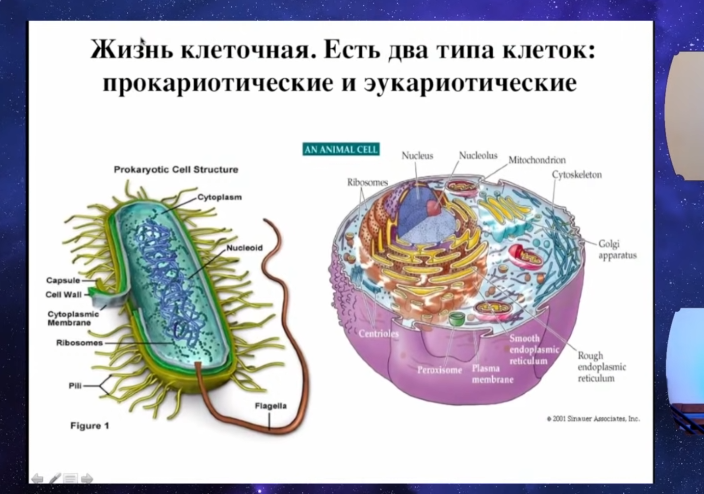 Жизнь клеточная. Есть два типа клеток:
прокариотические и эукариотические
Prokaryotic Cell Structure
Cytoplasm
Nucleoid
Capsule
Cell Wall
Cytoplasmic
Membrane
Ribosomes
Pili
Flagella
Figure 1
AN ANIMAL CELL
Nucleus
Nucleolus
Mitochondrion
Ribosomes
Cytoskeleton
Golgi
apparatus
Centrioles
Smooth
endoplasmic
reticulum
Rough
endoplasmic
reticulum
Peroxisome
Plasma
membrane
© 2001 Sinauer Associates, Inc.